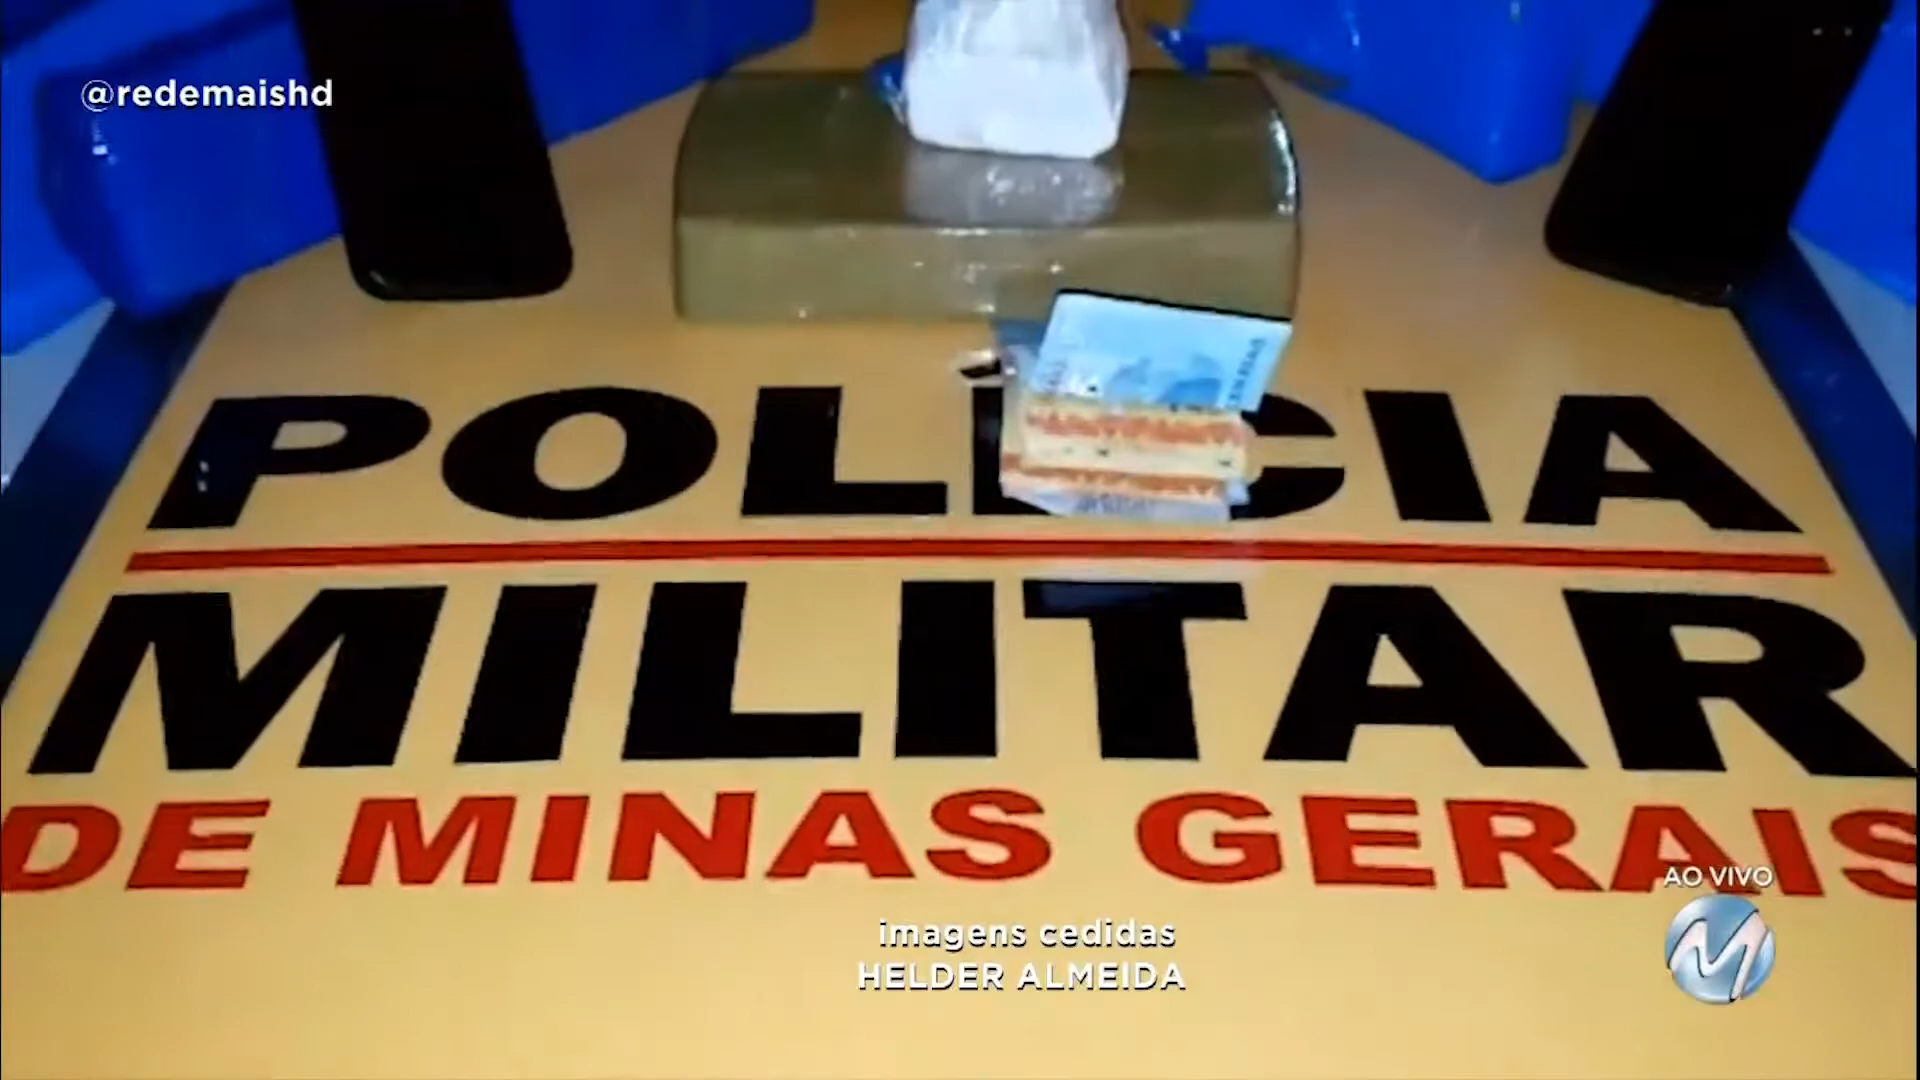 @redemaishd
POLÍCIA
MILITAR
DE MINAS GERAIS
AO VIVO
imagens cedidas
HELDER ALMEIDA